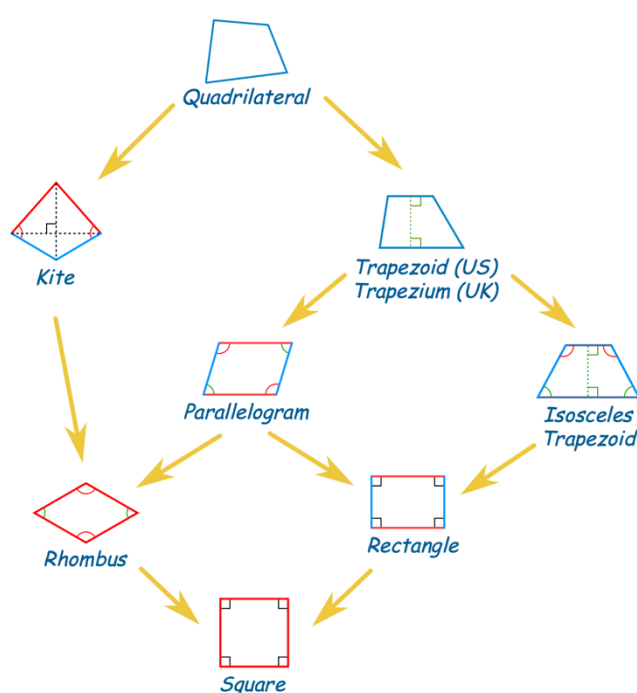 Quadrilateral
Kite
Trapezoid (US)
Trapezium (UK)
Parallelogram
Isosceles
Trapezoid
Rhombus
Rectangle
Square